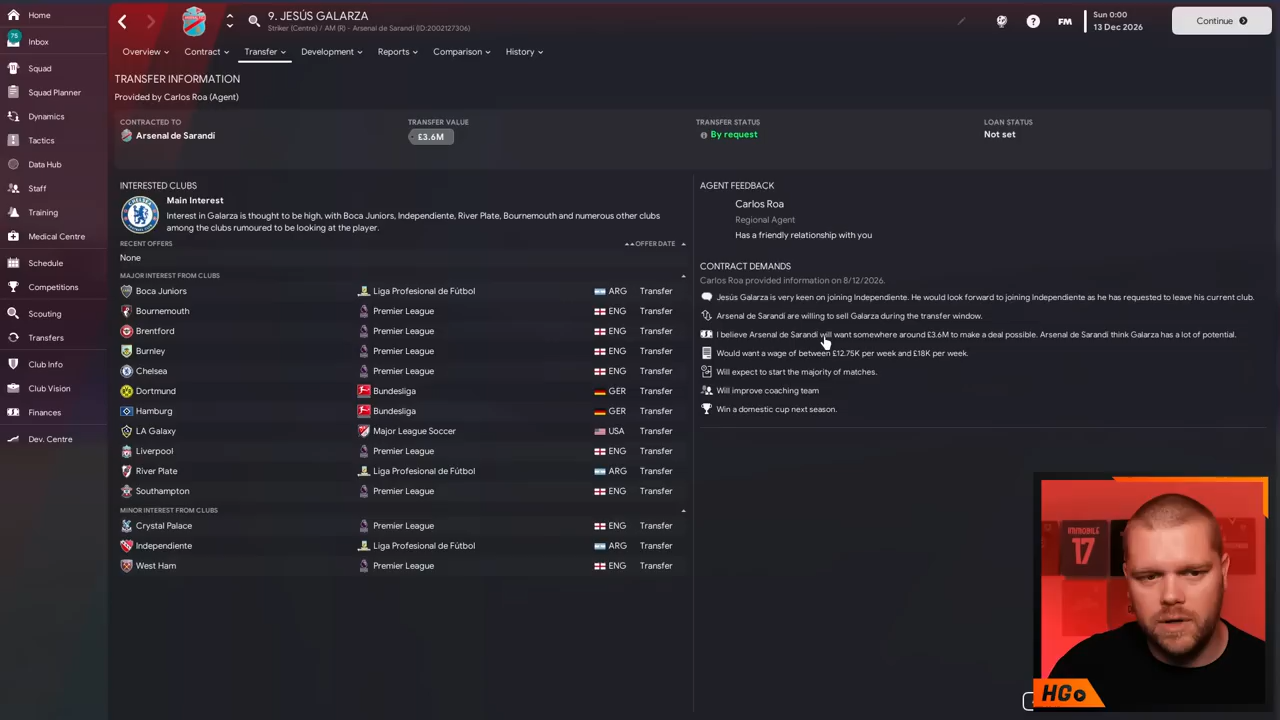 Home
75
Inbox
Squad
Squad Planner
Dynamics
Tactics
Data Hub
Staff
Training
Medical Centre
Schedule
Competitions
Scouting
Transfers
Club Info
Club Vision
Finances
Dev. Centre
9. JESÚS GALARZA
Striker (Centre) / AM (R) - Arsenal de Sarandí (ID:2002127306)
?
FM
Sun 0:00
13 Dec 2026
Continue
Overview
Contract
Transfer
Development
Reports
Comparison
History
TRANSFER INFORMATION
Provided by Carlos Roa (Agent)
CONTRACTED TO
Arsenal de Sarandí
TRANSFER VALUE
£3.6M
TRANSFER STATUS
By request
LOAN STATUS
Not set
INTERESTED CLUBS
Main Interest
Interest in Galarza is thought to be high, with Boca Juniors, Independiente, River Plate, Bournemouth and numerous other clubs
among the clubs rumoured to be looking at the player.
RECENT OFFERS OFFER DATE
None
MAJOR INTEREST FROM CLUBS
Boca Juniors Liga Profesional de Fútbol ARG Transfer
Bournemouth Premier League ENG Transfer
Brentford Premier League ENG Transfer
Burnley Premier League ENG Transfer
Chelsea Premier League ENG Transfer
Dortmund Bundesliga GER Transfer
Hamburg Bundesliga GER Transfer
LA Galaxy Major League Soccer USA Transfer
Liverpool Premier League ENG Transfer
River Plate Liga Profesional de Fútbol ARG Transfer
Southampton Premier League ENG Transfer
MINOR INTEREST FROM CLUBS
Crystal Palace Premier League ENG Transfer
Independiente Liga Profesional de Fútbol ARG Transfer
West Ham Premier League ENG Transfer
AGENT FEEDBACK
Carlos Roa
Regional Agent
Has a friendly relationship with you
CONTRACT DEMANDS
Carlos Roa provided information on 8/12/2026.
Jesús Galarza is very keen on joining Independiente. He would look forward to joining Independiente as he has requested to leave his current club.
Arsenal de Sarandí are willing to sell Galarza during the transfer window.
I believe Arsenal de Sarandí will want somewhere around £3.6M to make a deal possible. Arsenal de Sarandí think Galarza has a lot of potential.
Would want a wage of between £12.75K per week and £18K per week.
Will expect to start the majority of matches.
Will improve coaching team
Win a domestic cup next season.
IMMOBILE
17
HGo